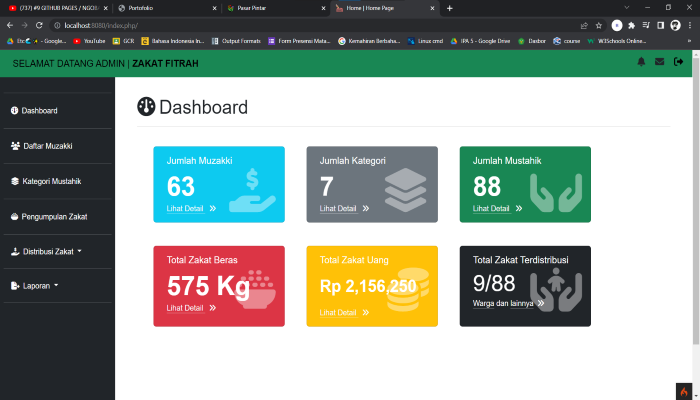 (737) #9 GITHUB PAGES / NGOB
Portofolio
Pasar Pintar
Home | Home Page
localhost:8080/index.php/
Etc
- Google...
YouTube
GCR
Bahasa Indonesia In...
Output Formats
Form Presensi Mata...
Kemahiran Berbaha...
Linux cmd
IPA 5 - Google Drive
Dasbor
course
W3Schools Online...
SELAMAT DATANG ADMIN | ZAKAT FITRAH
Dashboard
Daftar Muzakki
Kategori Mustahik
Pengumpulan Zakat
Distribusi Zakat
Laporan
Dashboard
Jumlah Muzakki
63
Lihat Detail
Jumlah Kategori
7
Lihat Detail
Jumlah Mustahik
88
Lihat Detail
Total Zakat Beras
575 Kg
Lihat Detail
Total Zakat Uang
Rp 2,156,250
Lihat Detail
Total Zakat Terdistribusi
9/88
Warga dan lainnya